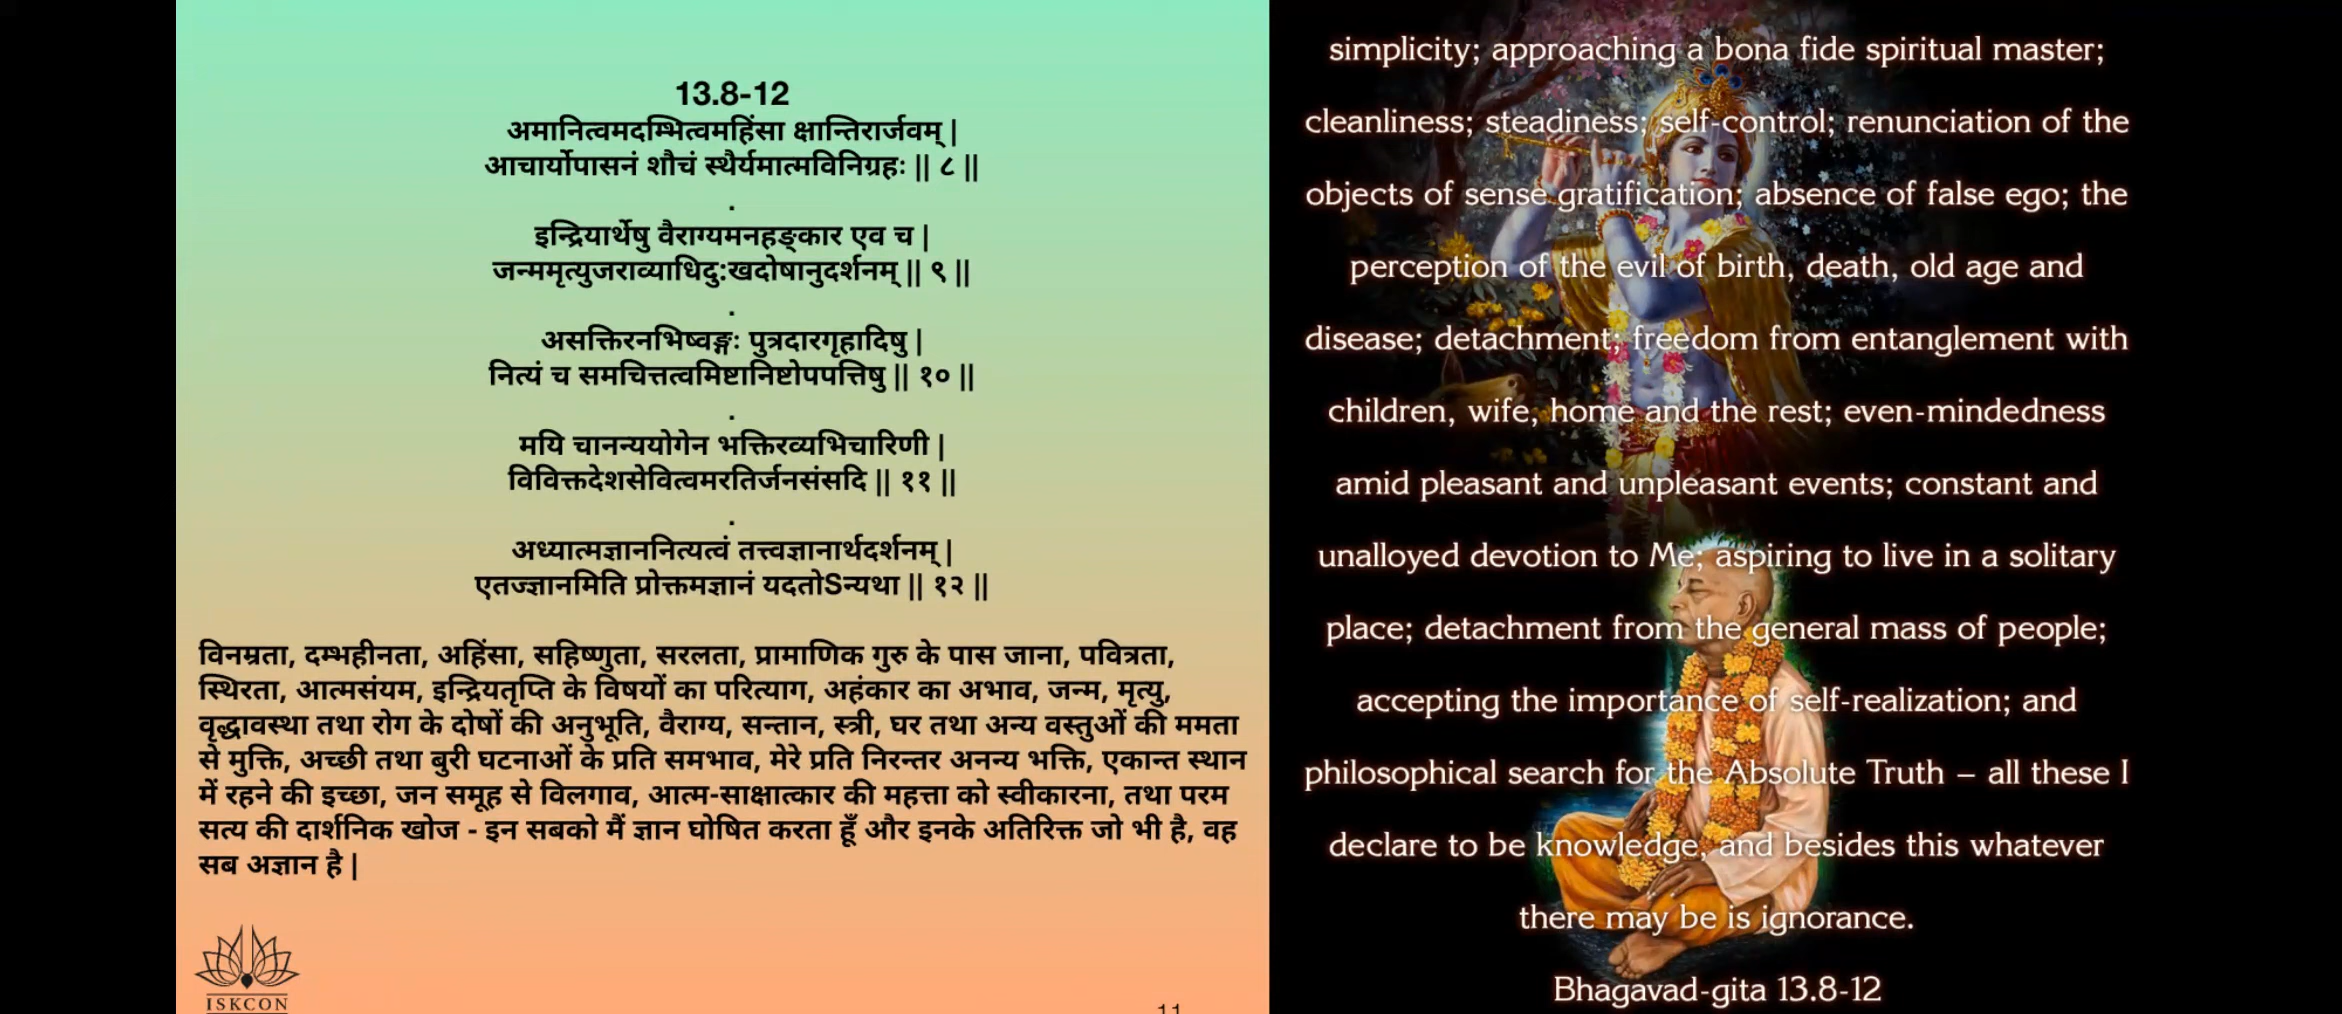 13.8-12
अमानित्वमदम्भित्वमहिंसा क्षान्तिरार्जवम् |
आचार्योपासनं शौचं स्थैर्यमात्मविनिग्रहः || ८ ||
.
इन्द्रियार्थेषु वैराग्यमनहङ्कार एव च |
जन्ममृत्युजराव्याधिदु:खदोषानुदर्शनम् || ९ ||
.
असक्तिरनभिष्वङ्गः पुत्रदारगृहादिषु |
नित्यं च समचित्तत्वमिष्टानिष्टोपपत्तिषु || १० ||
.
मयि चानन्ययोगेन भक्तिरव्यभिचारिणी |
विविक्तदेशसेवित्वमरतिर्जनसंसदि || ११ ||
.
अध्यात्मज्ञाननित्यत्वं तत्त्वज्ञानार्थदर्शनम् |
एतज्ज्ञानमिति प्रोक्तमज्ञानं यदतोSन्यथा || १२ ||
विनम्रता, दम्भहीनता, अहिंसा, सहिष्णुता, सरलता, प्रामाणिक गुरु के पास जाना, पवित्रता,
स्थिरता, आत्मसंयम, इन्द्रियतृप्ति के विषयों का परित्याग, अहंकार का अभाव, जन्म, मृत्यु,
वृद्धावस्था तथा रोग के दोषों की अनुभूति, वैराग्य, सन्तान, स्त्री, घर तथा अन्य वस्तुओं की ममता
से मुक्ति, अच्छी तथा बुरी घटनाओं के प्रति समभाव, मेरे प्रति निरन्तर अनन्य भक्ति, एकान्त स्थान
में रहने की इच्छा, जन समूह से विलगाव, आत्म-साक्षात्कार की महत्ता को स्वीकारना, तथा परम
सत्य की दार्शनिक खोज - इन सबको मैं ज्ञान घोषित करता हूँ और इनके अतिरिक्त जो भी है, वह
सब अज्ञान है |
ISKCON
11
simplicity; approaching a bona fide spiritual master;
cleanliness; steadiness; self-control; renunciation of the
objects of sense gratification; absence of false ego; the
perception of the evil of birth, death, old age and
disease; detachment; freedom from entanglement with
children, wife, home and the rest; even-mindedness
amid pleasant and unpleasant events; constant and
unalloyed devotion to Me; aspiring to live in a solitary
place; detachment from the general mass of people;
accepting the importance of self-realization; and
philosophical search for the Absolute Truth – all these I
declare to be knowledge, and besides this whatever
there may be is ignorance.
Bhagavad-gita 13.8-12